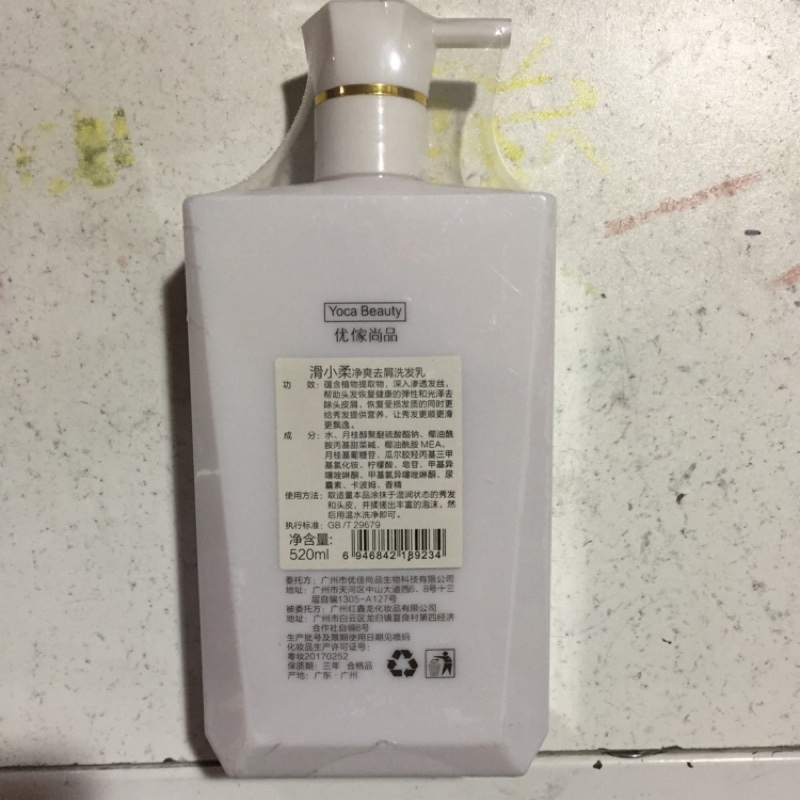 Yoca Beauty
优傢尚品
滑小柔净爽去屑洗发乳
功 效：蕴含植物提取物，深入渗透发丝，
帮助头发恢复健康的弹性和光泽去
除头皮屑，恢复受损发质的同时更
给秀发提供营养，让秀发更顺更滑
更飘逸。
成 分：水、月桂醇聚醚硫酸酯钠、椰油酰
胺丙基甜菜碱、椰油酰胺 MEA、
月桂基葡糖苷、瓜尔胶羟丙基三甲
基氯化铵、柠檬酸、皂苷、甲基异
噻唑啉酮、甲基氯异噻唑啉酮、尿
囊素、卡波姆、香精
使用方法：取适量本品涂抹于湿润状态的秀发
和头皮，并揉搓出丰富的泡沫，然
后用温水洗净即可。
执行标准：GB/T 29679
净含量：
520ml
6 946842 189234
委托方：广州市优佳尚品生物科技有限公司
地址：广州市天河区中山大道西6、8号十三
层自编1305-A127号
被委托方：广州红鑫龙化妆品有限公司
地址：广州市白云区龙归镇夏良村第四经济
合作社自编6号
生产批号及限期使用日期见喷码
化妆品生产许可证号：
粤妆20170252
保质期：三年 合格品
产地：广东·广州